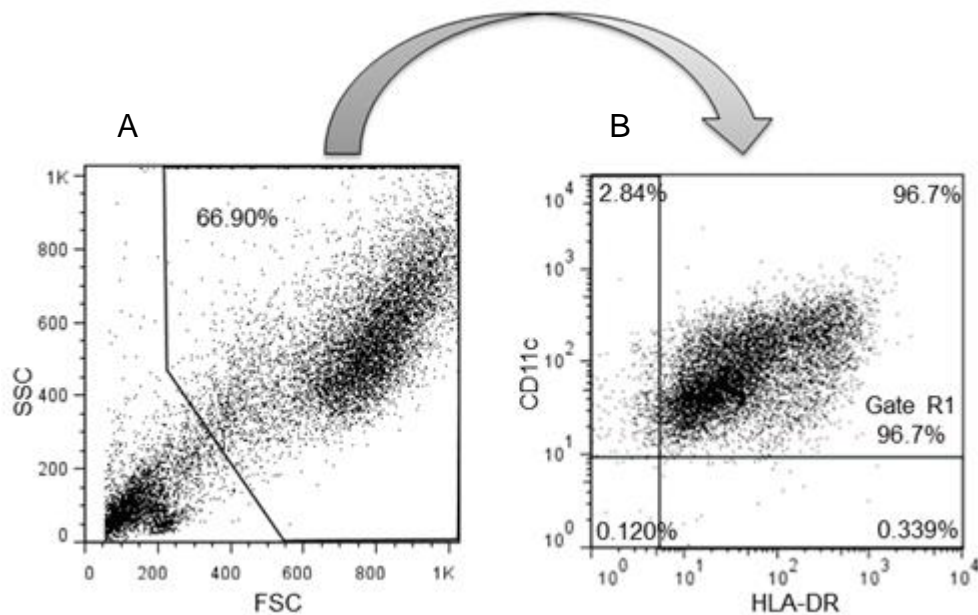 A
1K
800
600
400
200
0
SSC
66.90%
0 200 400 600 800 1K
FSC
B
10^4
10^3
10^2
10^1
10^0
CD11c
2.84%
96.7%
Gate R1
96.7%
0.120%
0.339%
10^0 10^1 10^2 10^3 10^4
HLA-DR